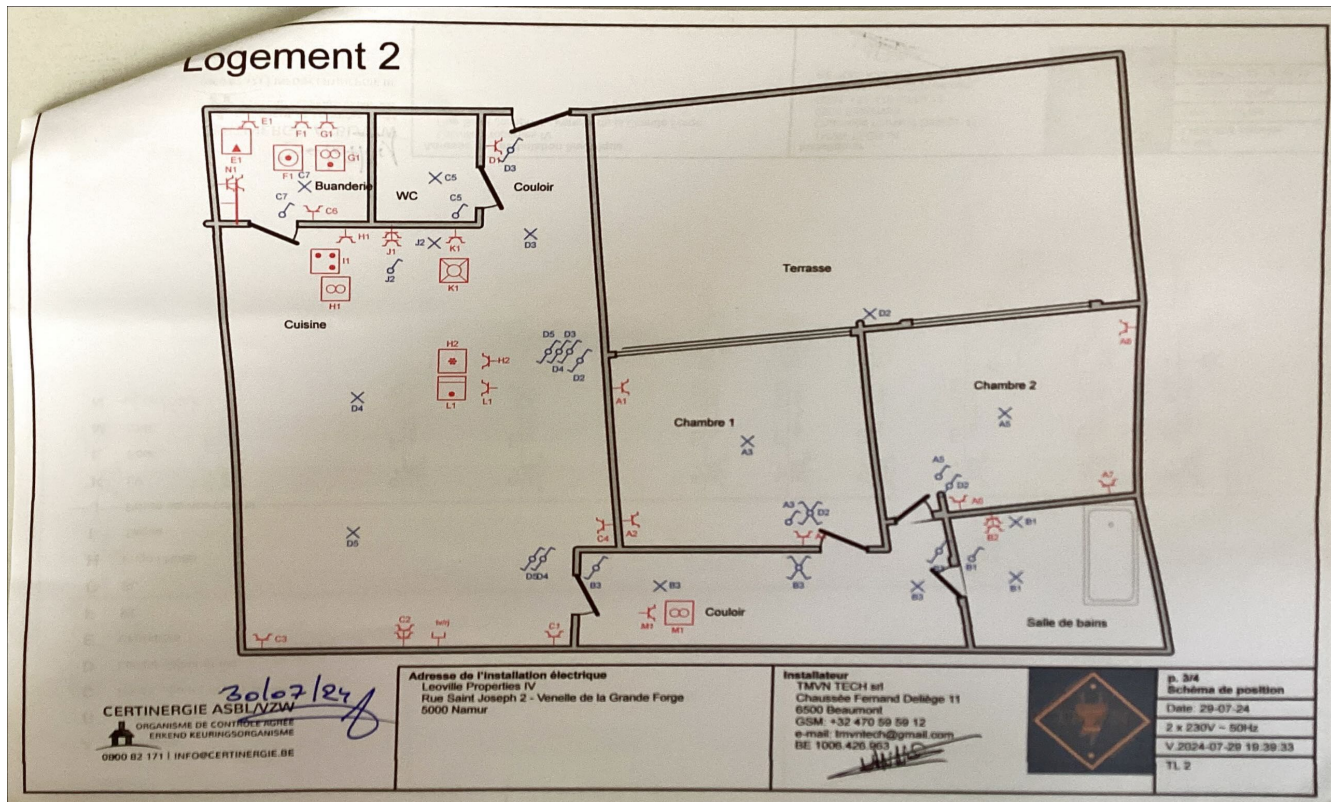 Logement 2
E1
F1
G1
E1
F1
G1
N1
C7
C7
Buanderie
C6
WC
C5
C5
D1
D3
Couloir
D3
H1
J1
J2
K1
I1
J2
K1
H1
Cuisine
Terrasse
D2
D5
D3
D4
D2
H2
H2
L1
L1
D4
A1
Chambre 1
A3
Chambre 2
A5
A8
A5
D2
A7
A6
A3
D2
C4
A2
B2
B1
B1
B1
D5
D5
D4
B3
B3
B3
B3
M1
M1
Couloir
Salle de bains
C3
C2
tv/rj
C1
30/07/24
CERTINERGIE ASBL/VZW
ORGANISME DE CONTRÔLE AGRÉÉ
ERKEND KEURINGSORGANISME
0800 82 171 | INFO@CERTINERGIE.BE
Adresse de l'installation électrique
Leoville Properties IV
Rue Saint Joseph 2 - Venelle de la Grande Forge
5000 Namur
Installateur
TMVN TECH srl
Chaussée Fernand Deliège 11
6500 Beaumont
GSM: +32 470 59 59 12
e-mail: tmvntech@gmail.com
BE 1006.426.963
p. 3/4
Schéma de position
Date: 29-07-24
2 x 230V ~ 50Hz
V.2024-07-29 19:39:33
TL 2